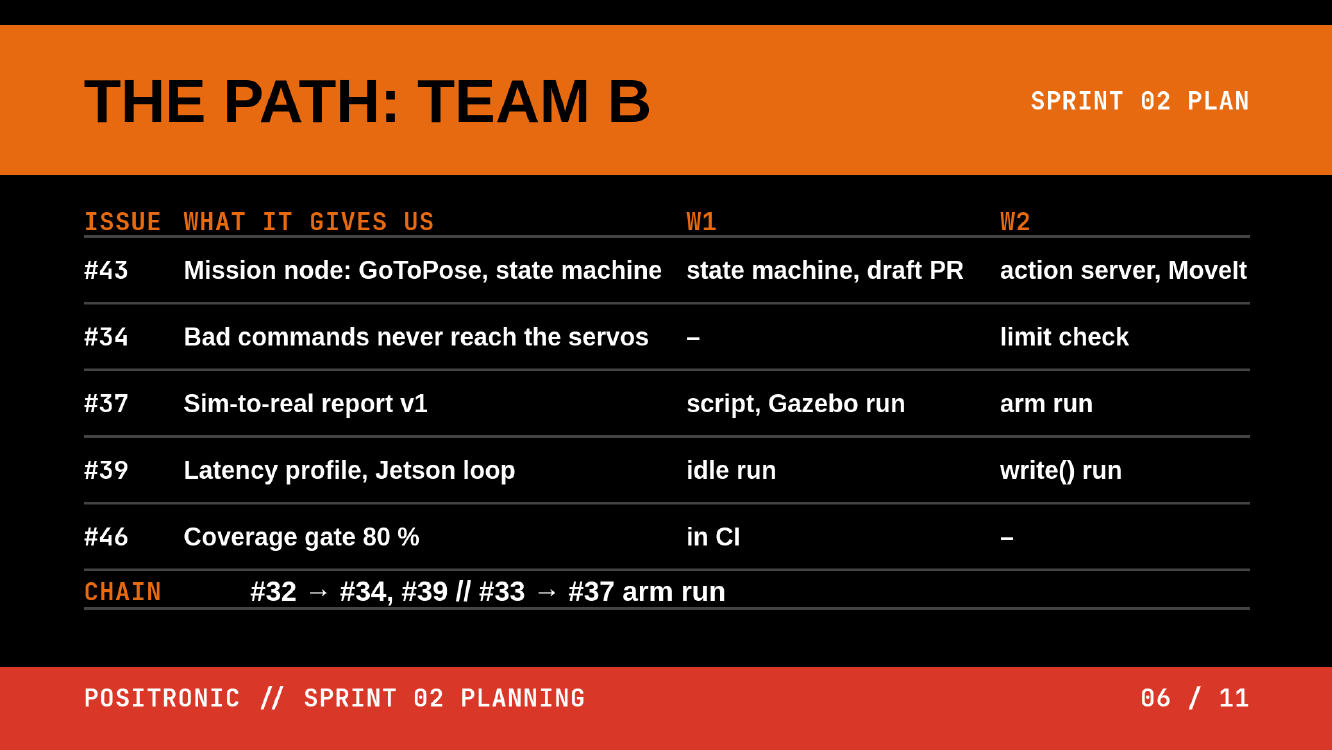 THE PATH: TEAM B
SPRINT 02 PLAN
ISSUE WHAT IT GIVES US W1 W2
#43 Mission node: GoToPose, state machine state machine, draft PR action server, MoveIt
#34 Bad commands never reach the servos – limit check
#37 Sim-to-real report v1 script, Gazebo run arm run
#39 Latency profile, Jetson loop idle run write() run
#46 Coverage gate 80 % in CI –
CHAIN #32 → #34, #39 // #33 → #37 arm run
POSITRONIC // SPRINT 02 PLANNING 06 / 11